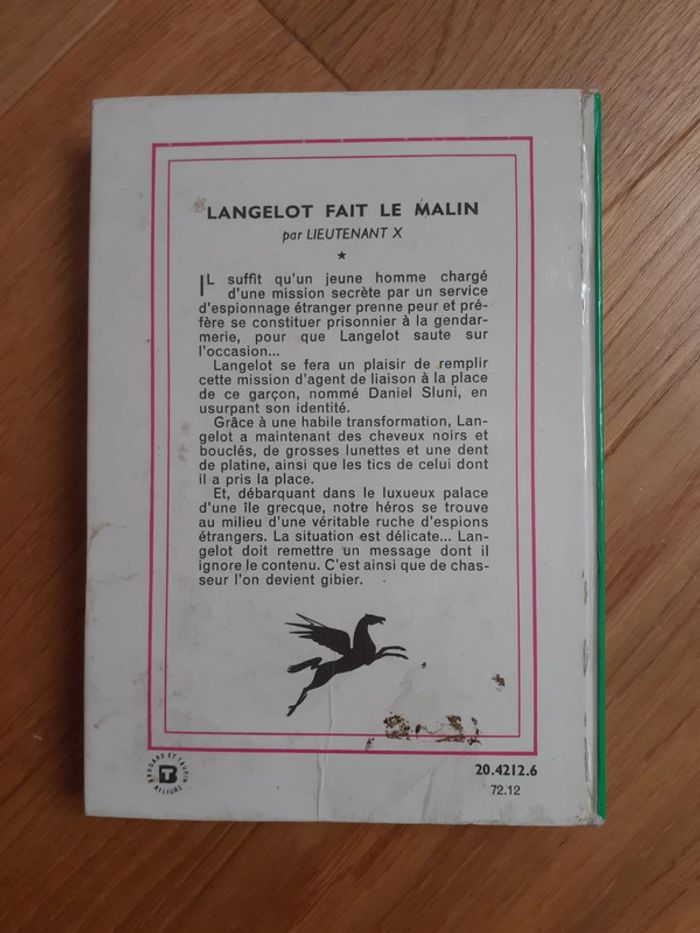 LANGELOT FAIT LE MALIN
par LIEUTENANT X
IL suffit qu'un jeune homme chargé
d'une mission secrète par un service
d'espionnage étranger prenne peur et pré-
fère se constituer prisonnier à la gendar-
merie, pour que Langelot saute sur
l'occasion...
Langelot se fera un plaisir de remplir
cette mission d'agent de liaison à la place
de ce garçon, nommé Daniel Sluni, en
usurpant son identité.
Grâce à une habile transformation, Lan-
gelot a maintenant des cheveux noirs et
bouclés, de grosses lunettes et une dent
de platine, ainsi que les tics de celui dont
il a pris la place.
Et, débarquant dans le luxueux palace
d'une île grecque, notre héros se trouve
au milieu d'une véritable ruche d'espions
étrangers. La situation est délicate... Lan-
gelot doit remettre un message dont il
ignore le contenu. C'est ainsi que de chas-
seur l'on devient gibier.
BRODARD ET TAUPIN
RELIURE
20.4212.6
72.12